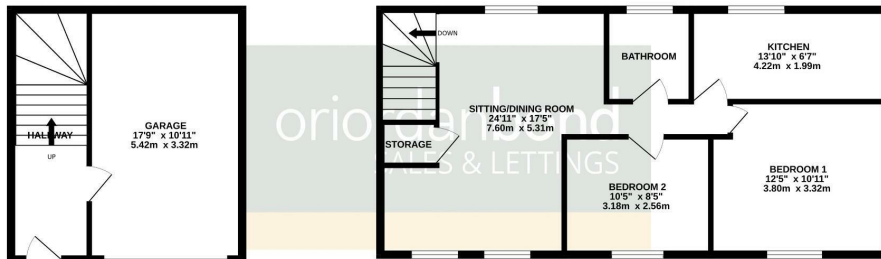 HALLWAY
UP
GARAGE
17'9" x 10'11"
5.42m x 3.32m
DOWN
STORAGE
SITTING/DINING ROOM
24'11" x 17'5"
7.60m x 5.31m
BATHROOM
KITCHEN
13'10 x 6'7"
4.22m x 1.99m
BEDROOM 2
10'5" x 8'5"
3.18m x 2.56m
BEDROOM 1
12'5" x 10'11"
3.80m x 3.32m
oriordanbond
SALES & LETTINGS